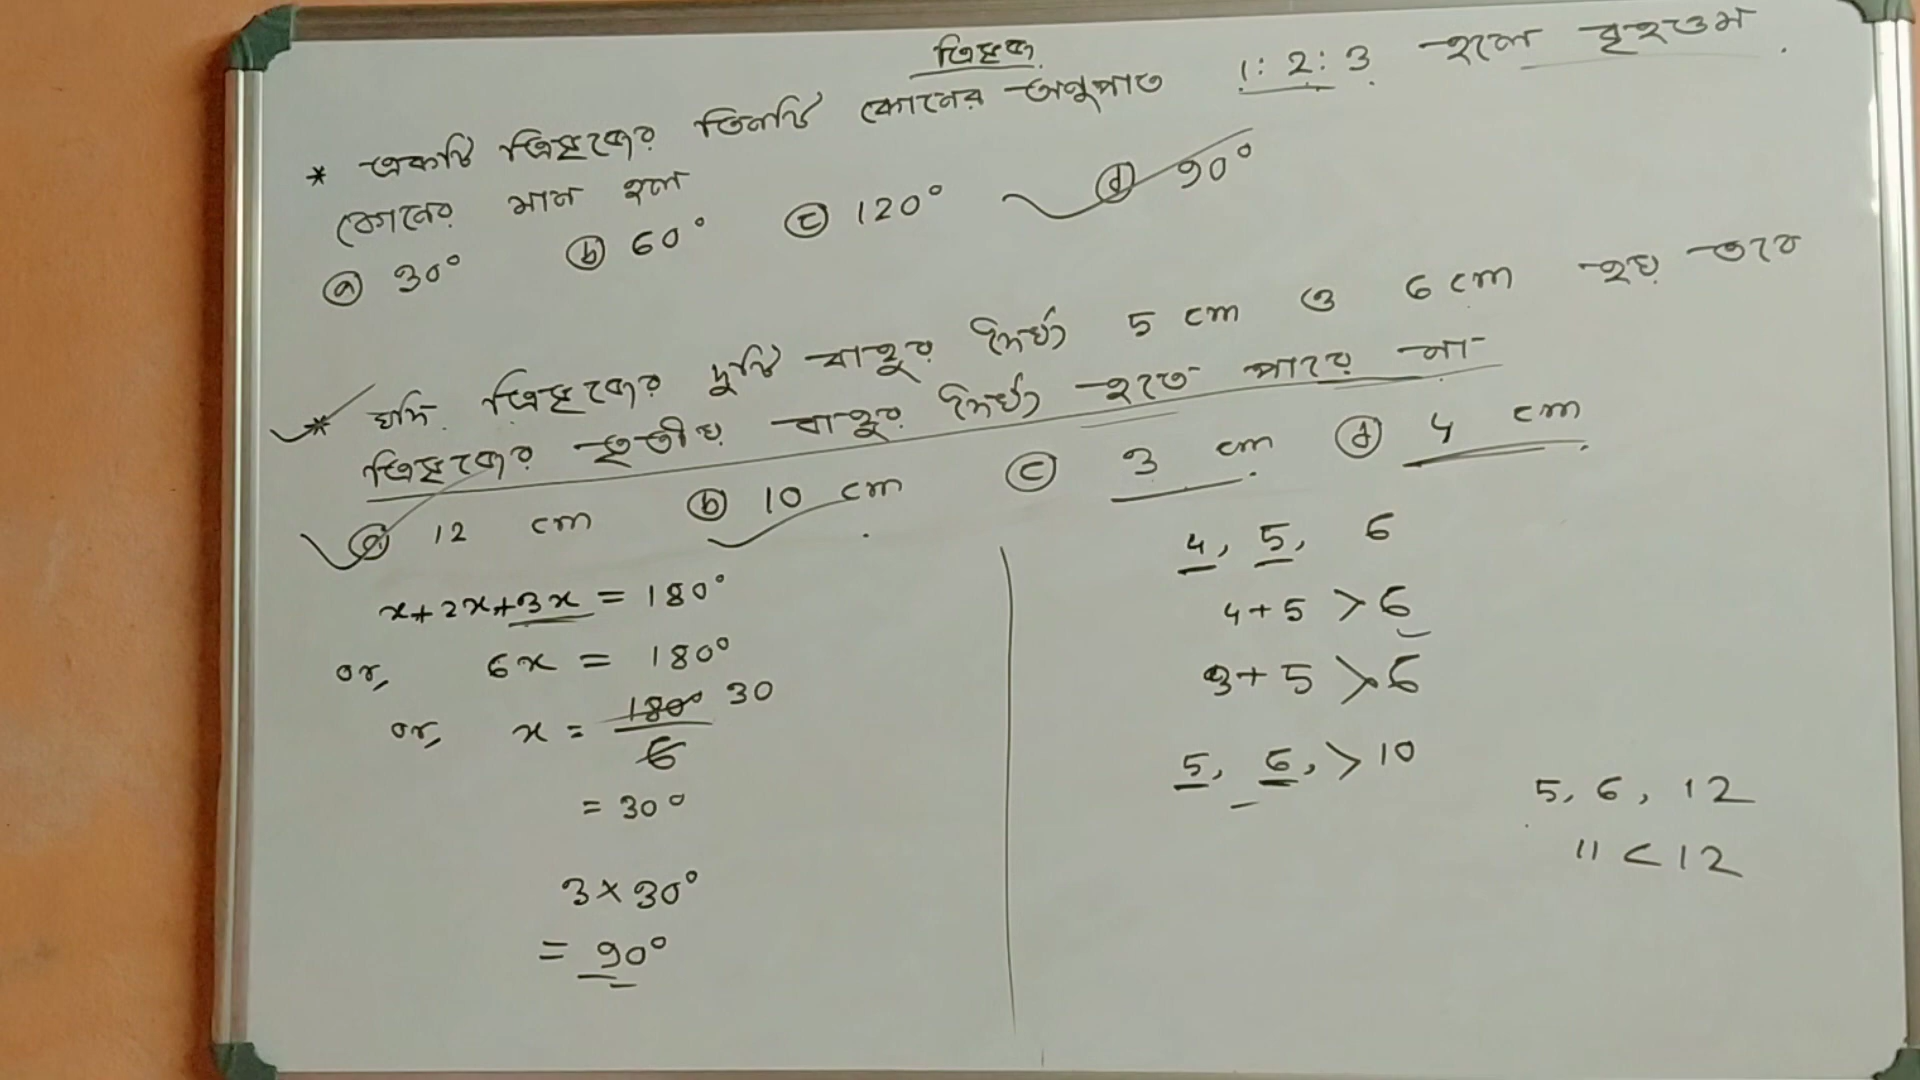 ত্রিভুজ
* একটি ত্রিভুজের তিনটি কোনের অনুপাত 1 : 2 : 3 হলে বৃহত্তম
কোনের মান হল
(a) 30° (b) 60° (c) 120° (d) 90°
* যদি ত্রিভুজের দুটি বাহুর দৈর্ঘ্য 5 cm ও 6 cm হয় তবে
ত্রিভুজের তৃতীয় বাহুর দৈর্ঘ্য হতে পারে না-
(a) 12 cm (b) 10 cm (c) 3 cm (d) 4 cm
x+2x+3x = 180°
or, 6x = 180°
or, x = 180°/6 30
= 30°
3 × 30°
= 90°
4, 5, 6
4+5 > 6
3+5 > 6
5, 6, > 10
5, 6, 12
11 < 12